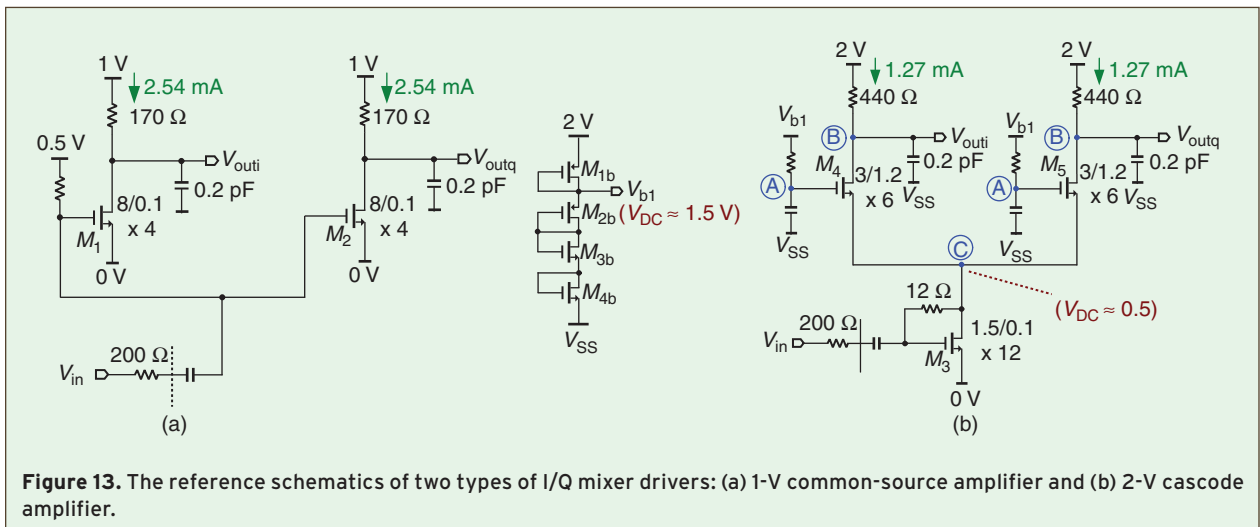 1 V
2.54 mA
170 Ω
0.5 V
V_outi
0.2 pF
8/0.1
x 4
M_1
0 V
1 V
2.54 mA
170 Ω
V_outq
0.2 pF
8/0.1
x 4
M_2
0 V
200 Ω
V_in
(a)
2 V
M_1b
V_b1
M_2b
(V_DC ≈ 1.5 V)
M_3b
M_4b
V_SS
2 V
1.27 mA
440 Ω
V_b1
B
V_outi
M_4
0.2 pF
A
3/1.2
x 6
V_SS
V_SS
2 V
1.27 mA
440 Ω
V_b1
B
V_outq
M_5
0.2 pF
A
3/1.2
x 6
V_SS
V_SS
C
12 Ω
(V_DC ≈ 0.5)
200 Ω
1.5/0.1
x 12
V_in
M_3
0 V
(b)
Figure 13. The reference schematics of two types of I/Q mixer drivers: (a) 1-V common-source amplifier and (b) 2-V cascode
amplifier.